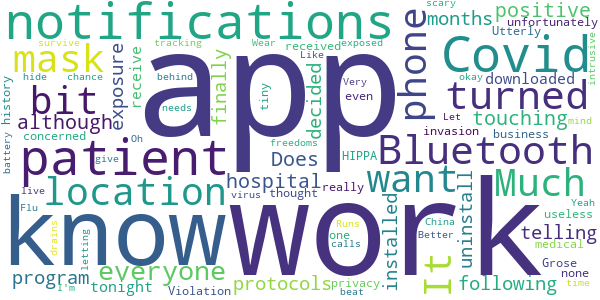 notifications
app
phone
months
scary
positive
unfortunately
Utterly
survive
tracking
Wear
received
exposed
Like
mask
Covid
hide
chance
behind
exposure
receive
finally
tiny
Very
even
decided
okay
downloaded
intrusive
history
bit
needs
turned
although
touching
mind
concerned
Oh
freedoms
Let
invasion
business
battery
give
patient
Does
HIPPA
Bluetooth
know
work
location
hospital
want
Much
live
virus
thought
really
installed
uninstall
Flu
one
Runs
China
Yeah
useless
drains
letting
calls
Better
It
telling
medical
everyone
protocols
privacy
following
Grose
none
program
I'm
tonight
Violation
beat
time